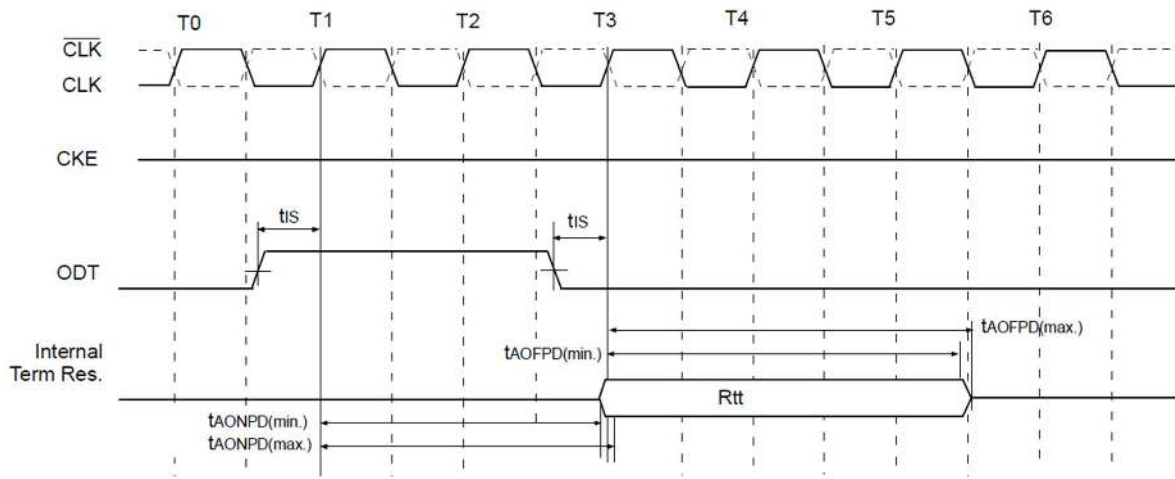 T0 T1 T2 T3 T4 T5 T6
CLK
CLK
CKE
tIS
tIS
ODT
tAOFPD(max.)
tAOFPD(min.)
Internal
Term Res.
Rtt
tAONPD(min.)
tAONPD(max.)